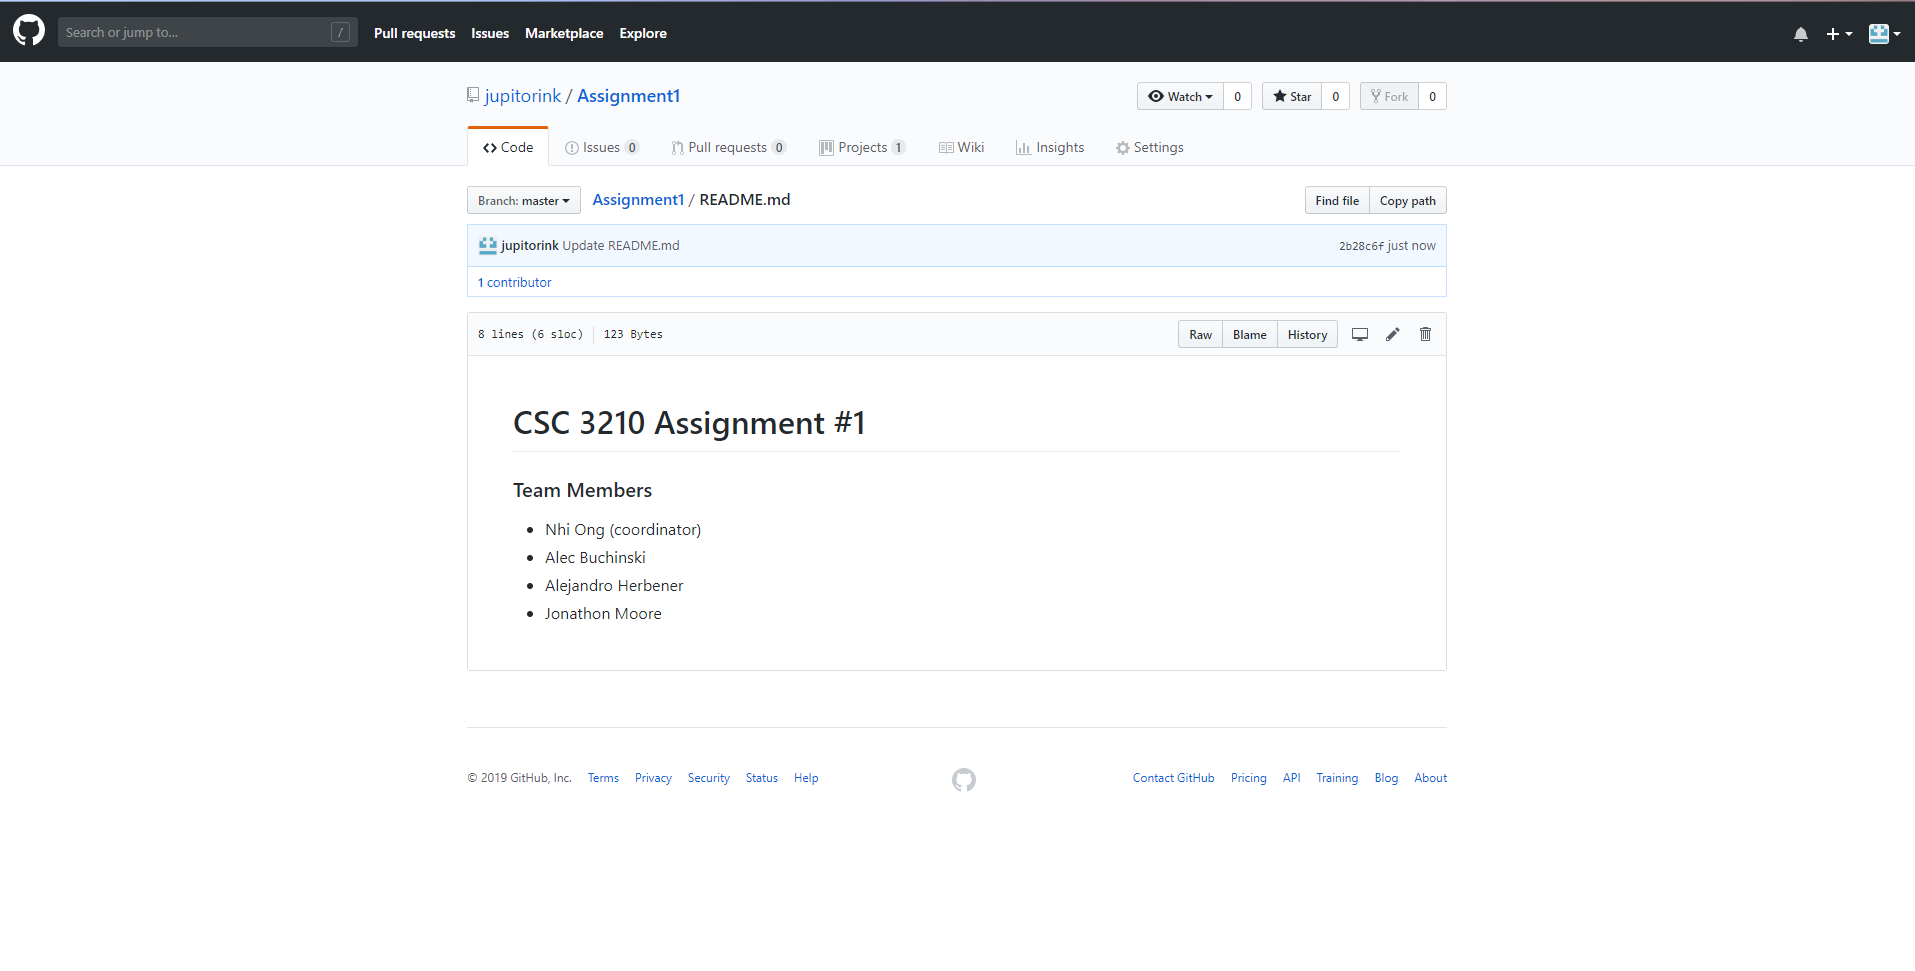 Search or jump to... / Pull requests Issues Marketplace Explore
jupitorink / Assignment1 Watch 0 Star 0 Fork 0
Code Issues 0 Pull requests 0 Projects 1 Wiki Insights Settings
Branch: master Assignment1 / README.md Find file Copy path
jupitorink Update README.md 2b28c6f just now
1 contributor
8 lines (6 sloc) 123 Bytes Raw Blame History
CSC 3210 Assignment #1
Team Members
• Nhi Ong (coordinator)
• Alec Buchinski
• Alejandro Herbener
• Jonathon Moore
© 2019 GitHub, Inc. Terms Privacy Security Status Help Contact GitHub Pricing API Training Blog About